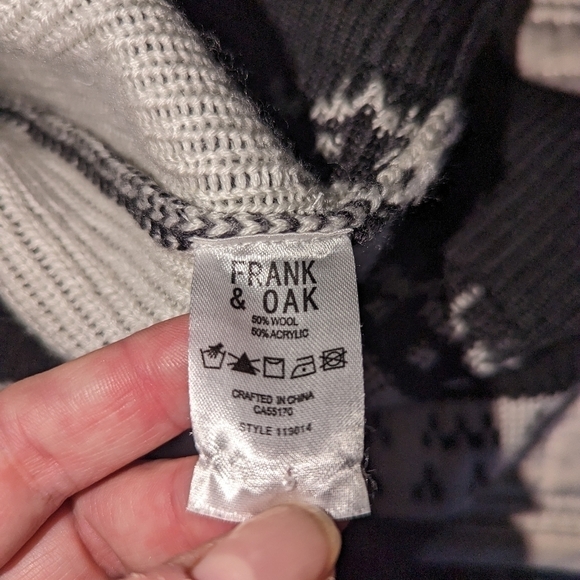 FRANK
& OAK
50% WOOL
50% ACRYLIC
CRAFTED IN CHINA
CA55170
STYLE 119814